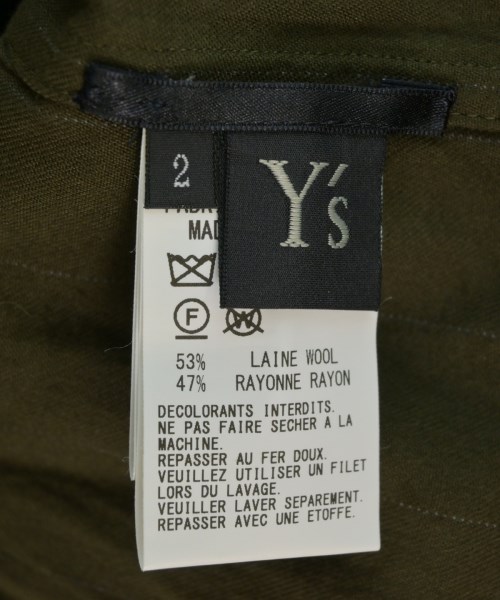 2
Y's
MAD
F
W
53% LAINE WOOL
47% RAYONNE RAYON
DECOLORANTS INTERDITS.
NE PAS FAIRE SECHER A LA
MACHINE.
REPASSER AU FER DOUX.
VEUILLEZ UTILISER UN FILET
LORS DU LAVAGE.
VEUILLER LAVER SEPAREMENT.
REPASSER AVEC UNE ETOFFE.